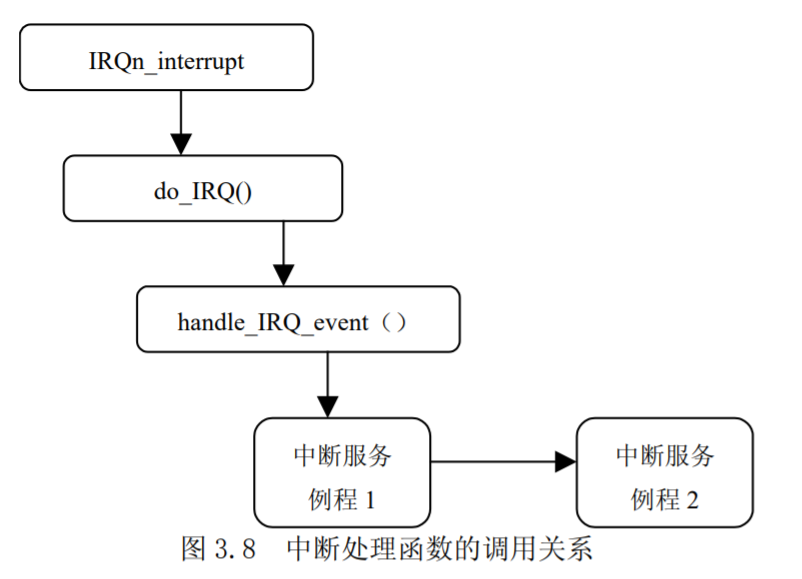 IRQn_interrupt
do_IRQ()
handle_IRQ_event（）
中断服务
例程 1
中断服务
例程 2
图 3.8 中断处理函数的调用关系